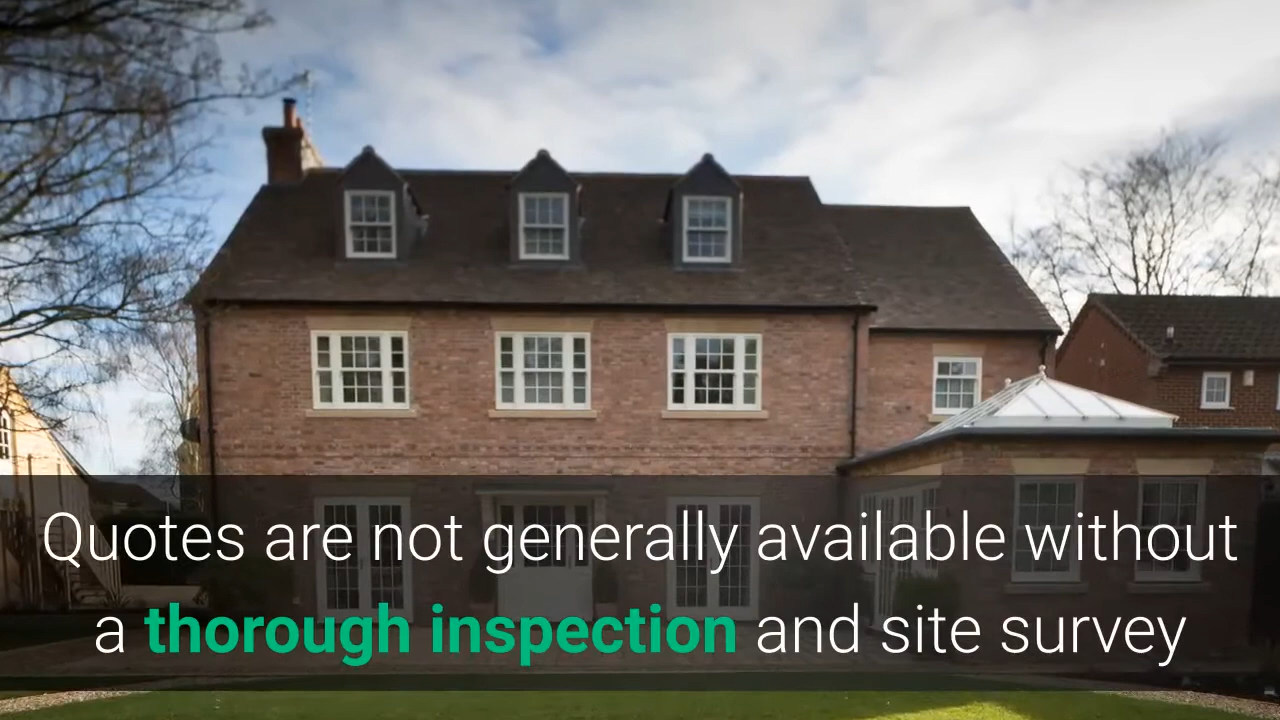 Quotes are not generally available without
a thorough inspection and site survey